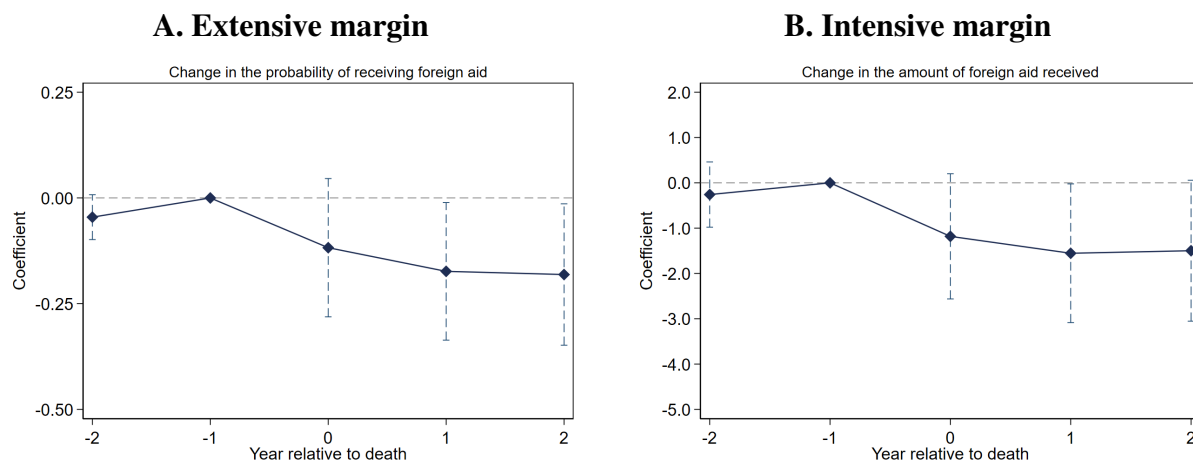 A. Extensive margin
Change in the probability of receiving foreign aid
0.25
0.00
-0.25
-0.50
Coefficient
-2 -1 0 1 2
Year relative to death
B. Intensive margin
Change in the amount of foreign aid received
2.0
1.0
0.0
-1.0
-2.0
-3.0
-4.0
-5.0
Coefficient
-2 -1 0 1 2
Year relative to death